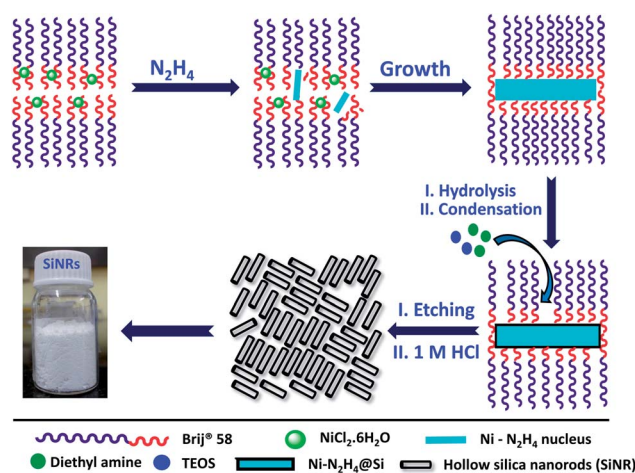 N₂H₄
Growth
I. Hydrolysis
II. Condensation
SiNRs
I. Etching
II. 1 M HCl
Brij® 58
NiCl₂.6H₂O
Ni - N₂H₄ nucleus
Diethyl amine
TEOS
Ni-N₂H₄@Si
Hollow silica nanorods (SiNR)